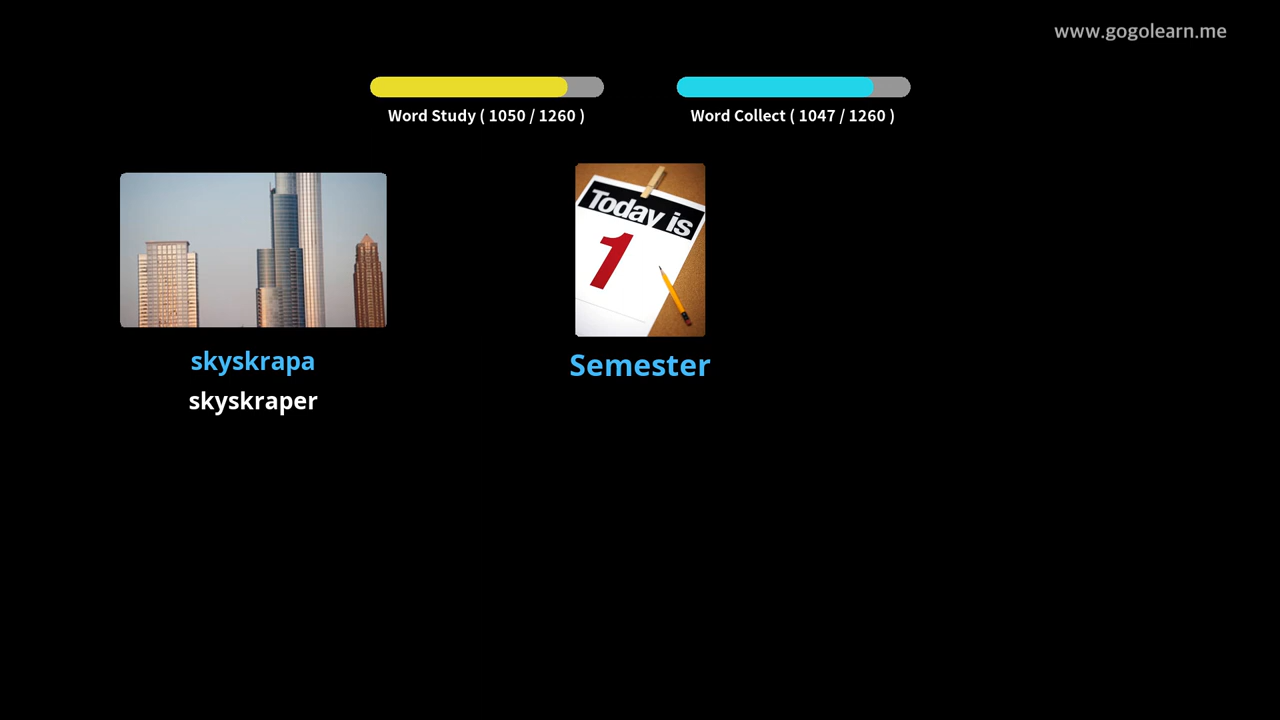 www.gogolearn.me
Word Study ( 1050 / 1260 )
Word Collect ( 1047 / 1260 )
Today is
1
skyskrapa
skyskraper
Semester